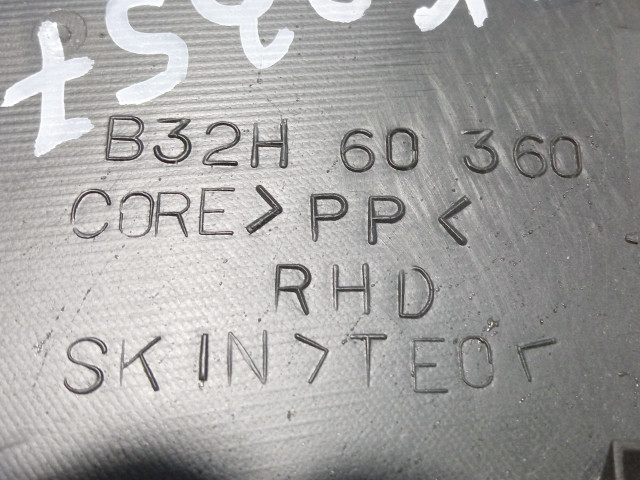 B32H 60 360
CORE >PP<
RHD
SKIN >TEO<